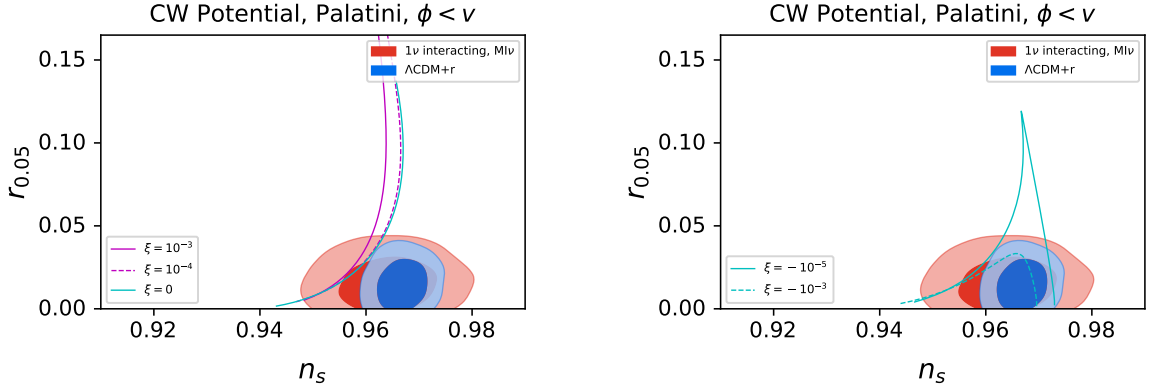 CW Potential, Palatini, ϕ < v
1ν interacting, MIν
ΛCDM+r
0.15
0.10
0.05
0.00
r0.05
ξ = 10⁻³
ξ = 10⁻⁴
ξ = 0
0.92
0.94
0.96
0.98
nₛ
CW Potential, Palatini, ϕ < v
1ν interacting, MIν
ΛCDM+r
0.15
0.10
0.05
0.00
r0.05
ξ = − 10⁻⁵
ξ = − 10⁻³
0.92
0.94
0.96
0.98
nₛ